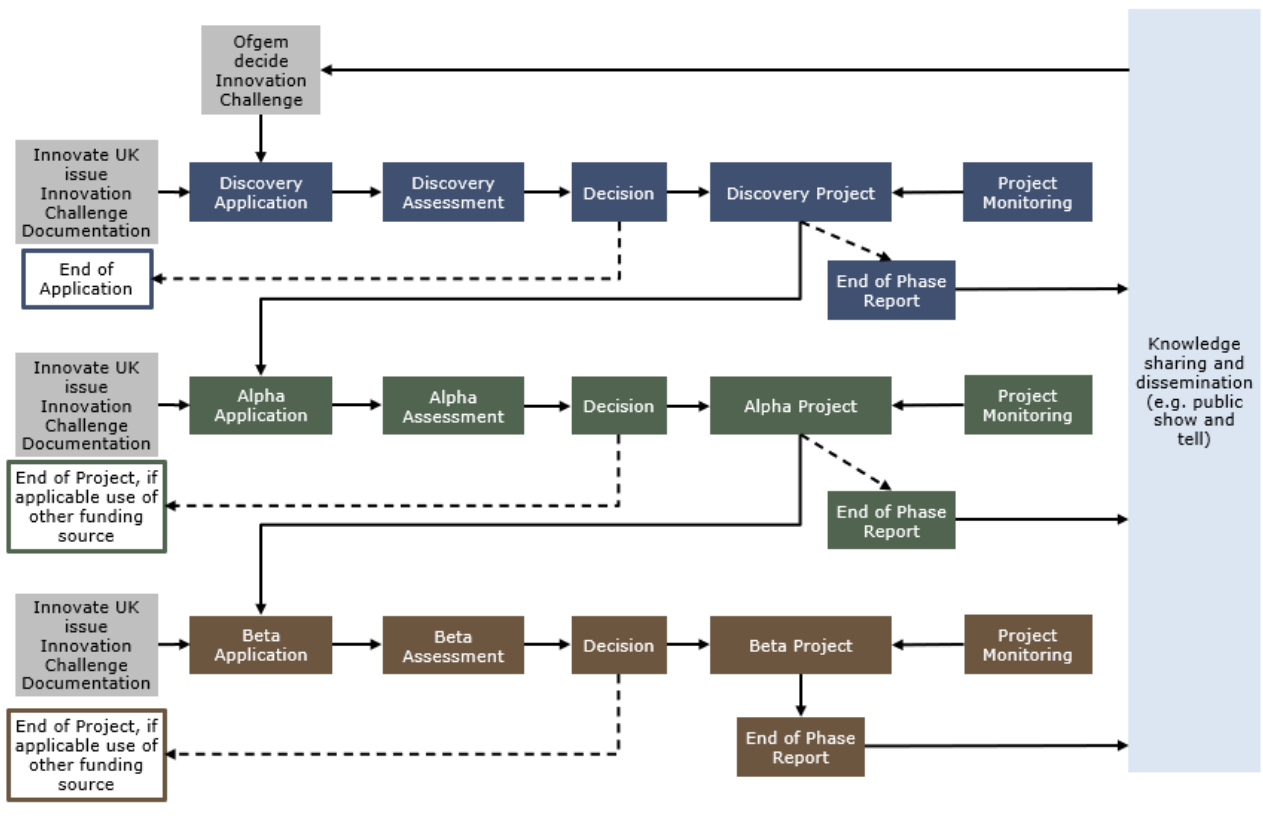 Ofgem
decide
Innovation
Challenge
Innovate UK
issue
Innovation
Challenge
Documentation
Discovery
Application
Discovery
Assessment
Decision
Discovery Project
Project
Monitoring
End of
Application
End of Phase
Report
Knowledge
sharing and
dissemination
(e.g. public
show and
tell)
Innovate UK
issue
Innovation
Challenge
Documentation
Alpha
Application
Alpha
Assessment
Decision
Alpha Project
Project
Monitoring
End of Project, if
applicable use of
other funding
source
End of Phase
Report
Innovate UK
issue
Innovation
Challenge
Documentation
Beta
Application
Beta
Assessment
Decision
Beta Project
Project
Monitoring
End of Project, if
applicable use of
other funding
source
End of Phase
Report